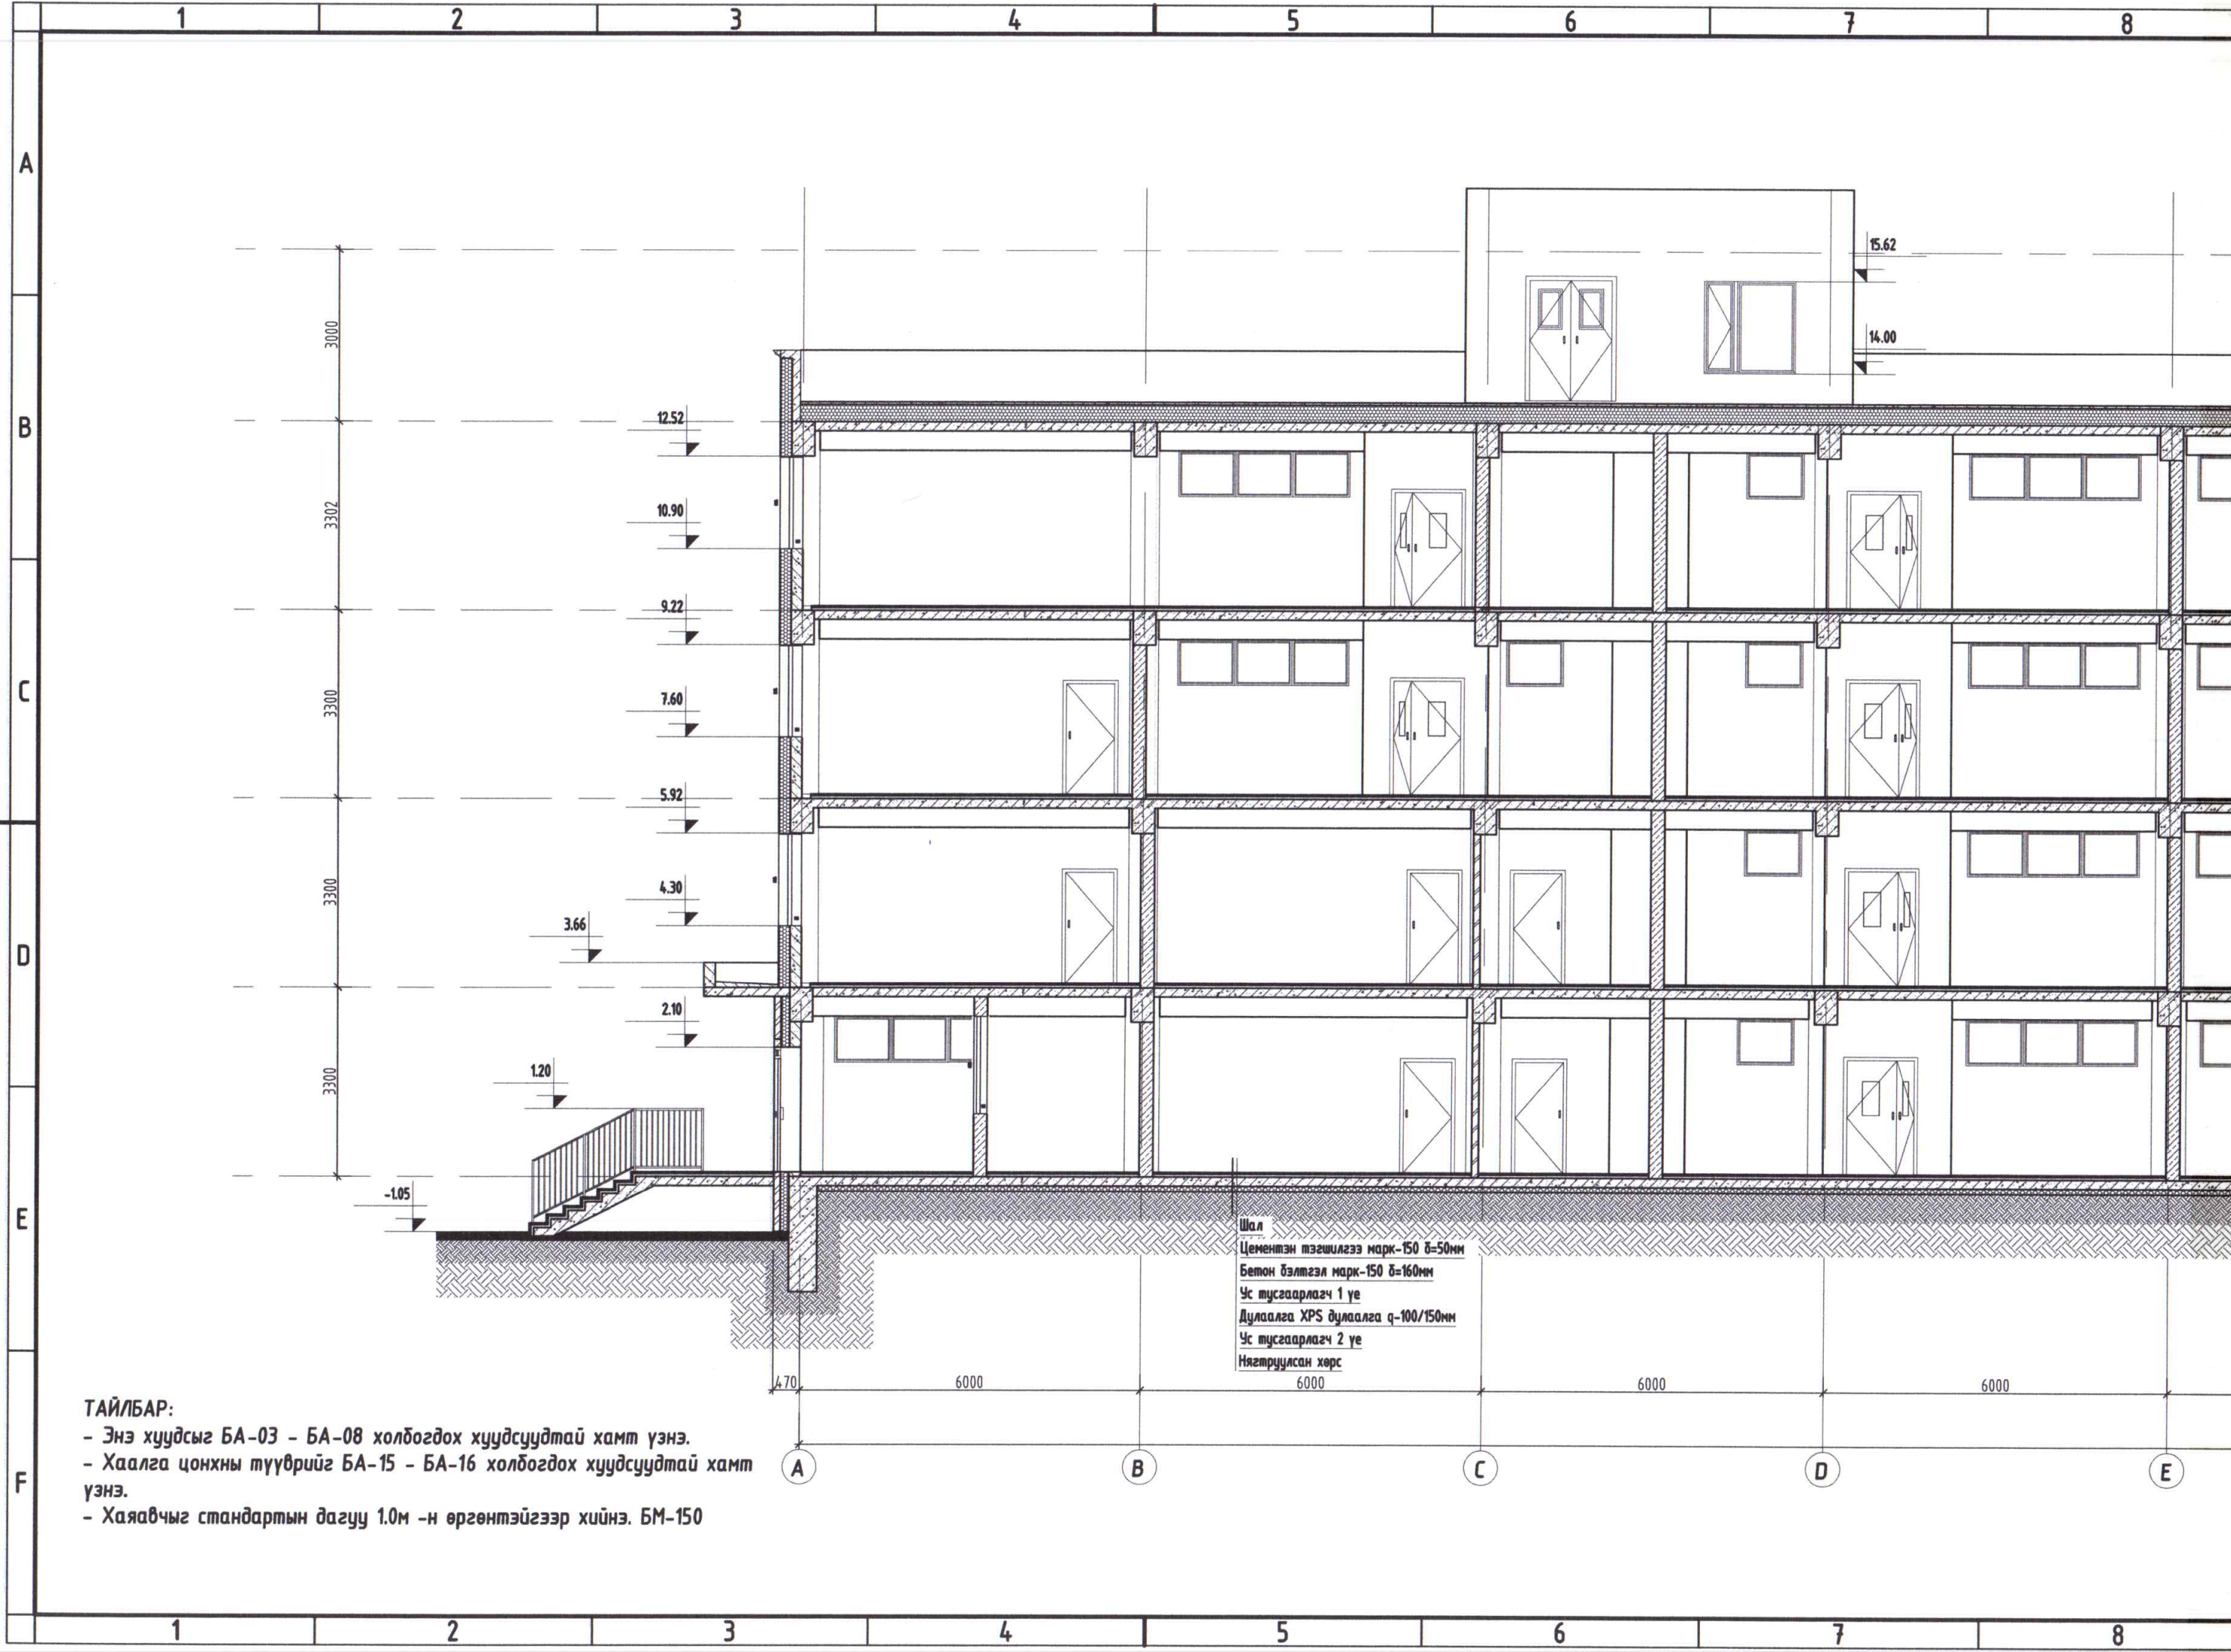 1 2 3 4 5 6 7 8
A
15.62
3000
14.00
12.52
B
3302
10.90
9.22
C
3300
7.60
5.92
3300
4.30
3.66
D
2.10
3300
1.20
-1.05
E
Шал
Цементэн тэгшилгээ марк-150 δ=50мм
Бетон бэлтгэл марк-150 δ=160мм
Ус тусгаарлагч 1 үе
Дулаалга XPS дулаалга q-100/150мм
Ус тусгаарлагч 2 үе
Нягтруулсан хөрс
470 6000 6000 6000 6000
ТАЙЛБАР:
- Энэ хуудсыг БА-03 - БА-08 холбогдох хуудсуудтай хамт үзнэ.
- Хаалга цонхны түүврийг БА-15 - БА-16 холбогдох хуудсуудтай хамт
үзнэ.
- Хаяавчыг стандартын дагуу 1.0м -н өргөнтэйгээр хийнэ. БМ-150
A B C D E
F
1 2 3 4 5 6 7 8